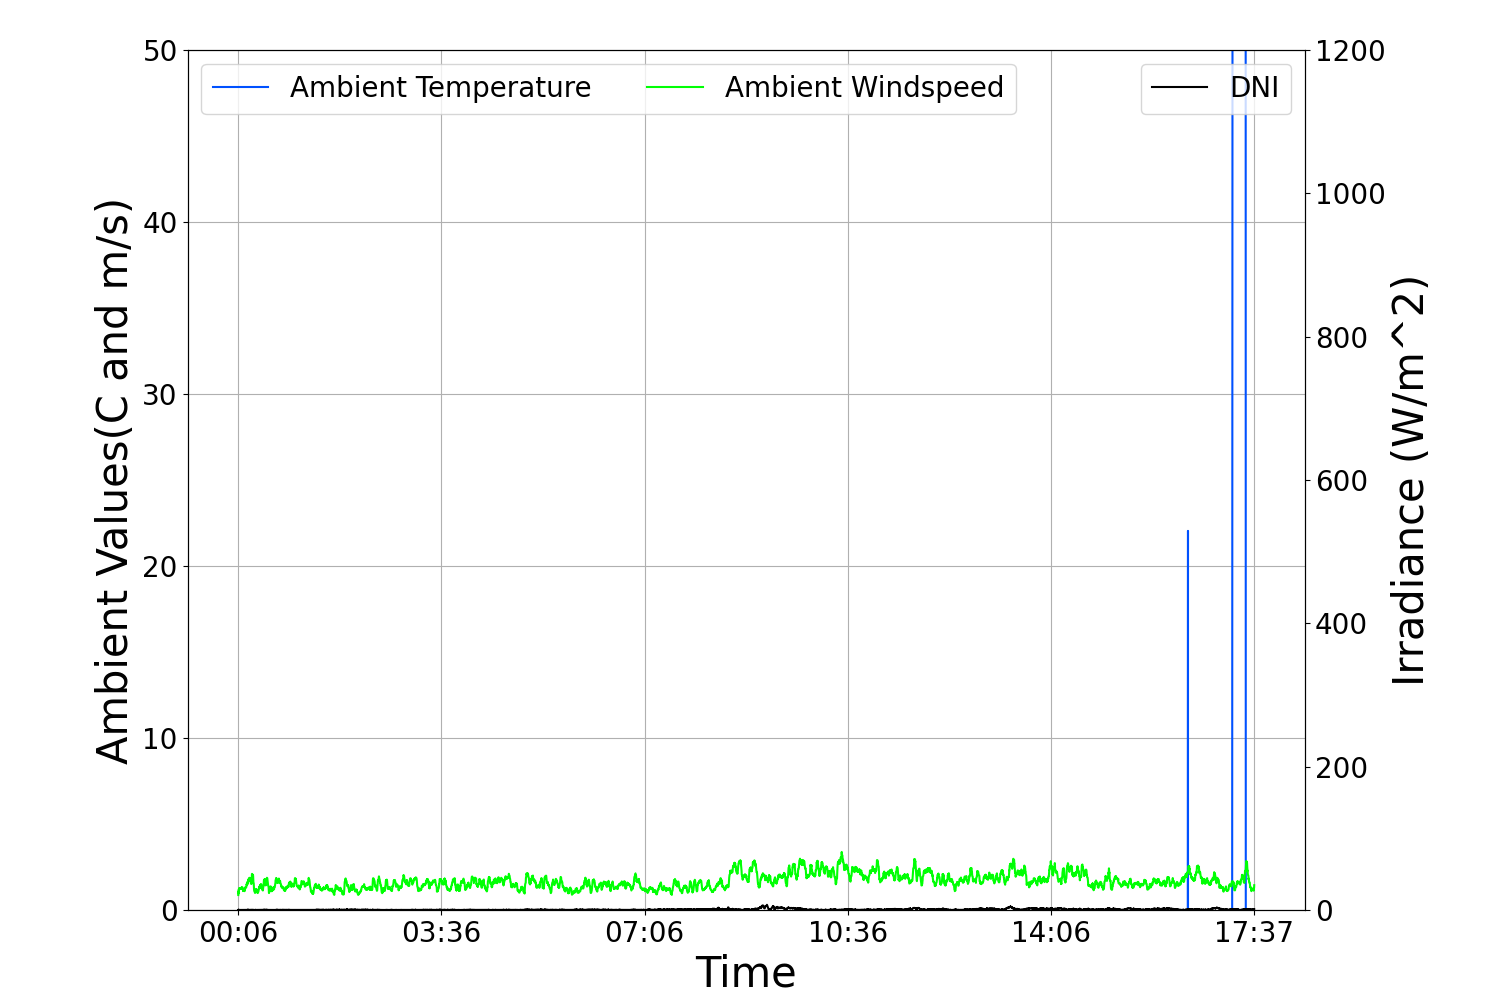 Ambient Temperature
Ambient Windspeed
DNI
Ambient Values(C and m/s)
50
40
30
20
10
0
1200
1000
800
600
400
200
0
Irradiance (W/m^2)
00:06 03:36 07:06 10:36 14:06 17:37
Time